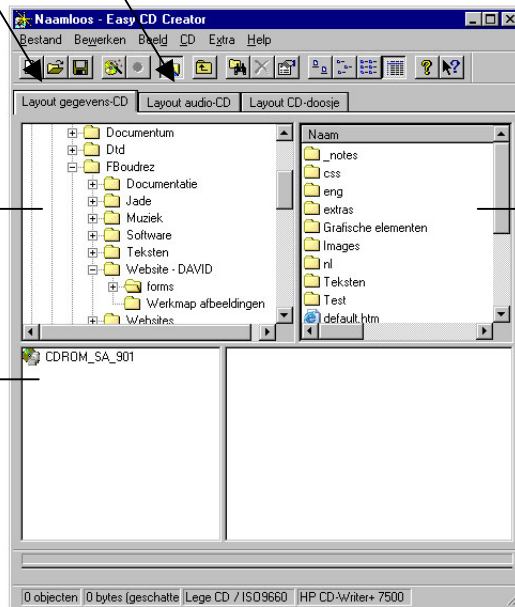 Naamloos - Easy CD Creator
Bestand Bewerken Beeld CD Extra Help
Layout gegevens-CD Layout audio-CD Layout CD-doosje
Documentum
Dtd
FBoudrez
Documentatie
Jade
Muziek
Software
Teksten
Website - DAVID
forms
Werkmap afbeeldingen
Websites
Naam
_notes
css
eng
extras
Grafische elementen
Images
nl
Teksten
Test
default.htm
CDROM_SA_901
0 objecten 0 bytes (geschatte Lege CD / ISO9660 HP CD-Writer+ 7500